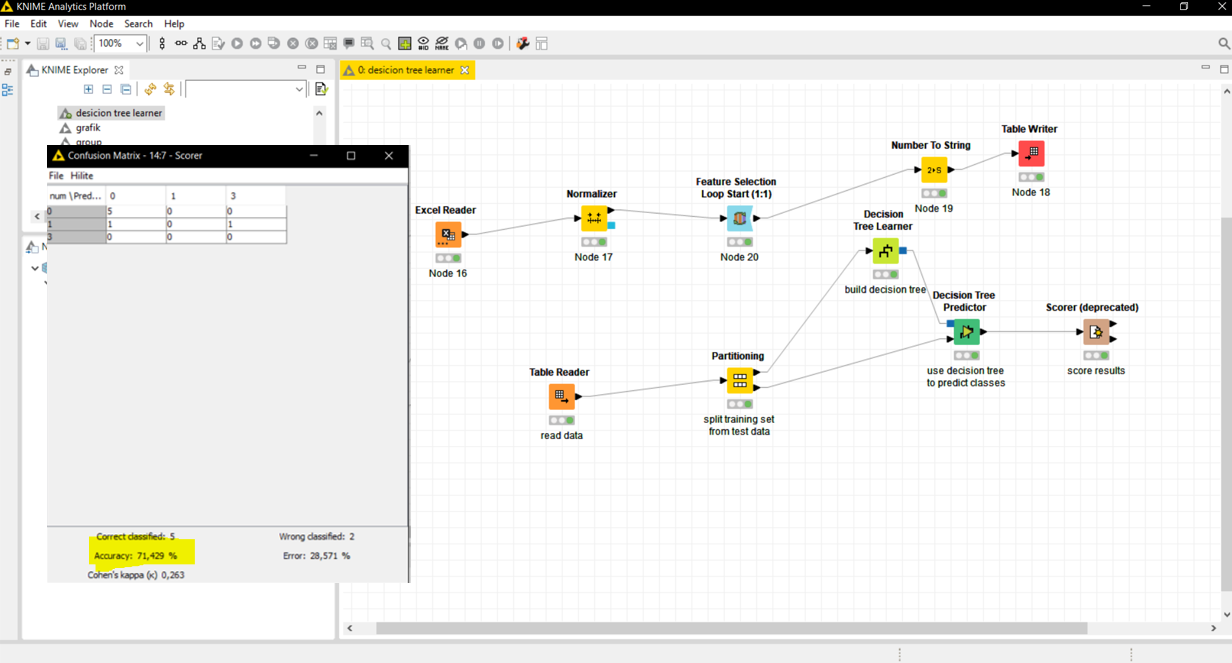 KNIME Analytics Platform
File Edit View Node Search Help
100%
KNIME Explorer
0: desicion tree learner
desicion tree learner
grafik
group
Confusion Matrix - 14:7 - Scorer
File Hilite
num \Pred... 0 1 3
0 5 0 0
1 1 0 1
3 0 0 0
Correct classified: 5 Wrong classified: 2
Accuracy: 71,429 % Error: 28,571 %
Cohen's kappa (κ) 0,263
Table Writer
Node 18
Number To String
2 S
Node 19
Feature Selection
Loop Start (1:1)
Node 20
Normalizer
Node 17
Excel Reader
Node 16
Decision
Tree Learner
build decision tree
Decision Tree
Predictor
use decision tree
to predict classes
Scorer (deprecated)
score results
Partitioning
split training set
from test data
Table Reader
read data